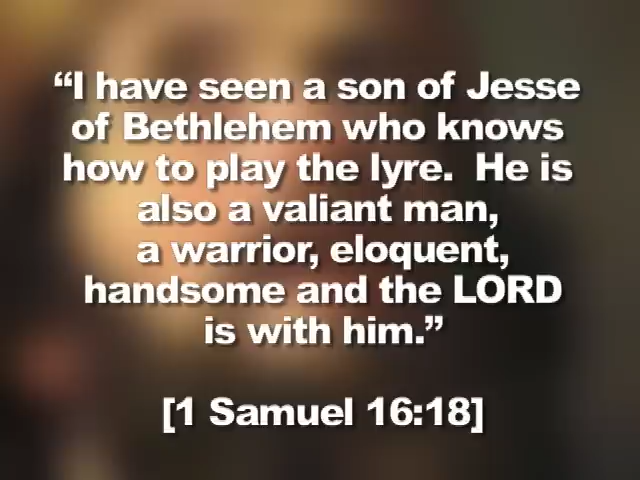 “I have seen a son of Jesse
of Bethlehem who knows
how to play the lyre.  He is
also a valiant man,
a warrior, eloquent,
handsome and the LORD
is with him.”
[1 Samuel 16:18]